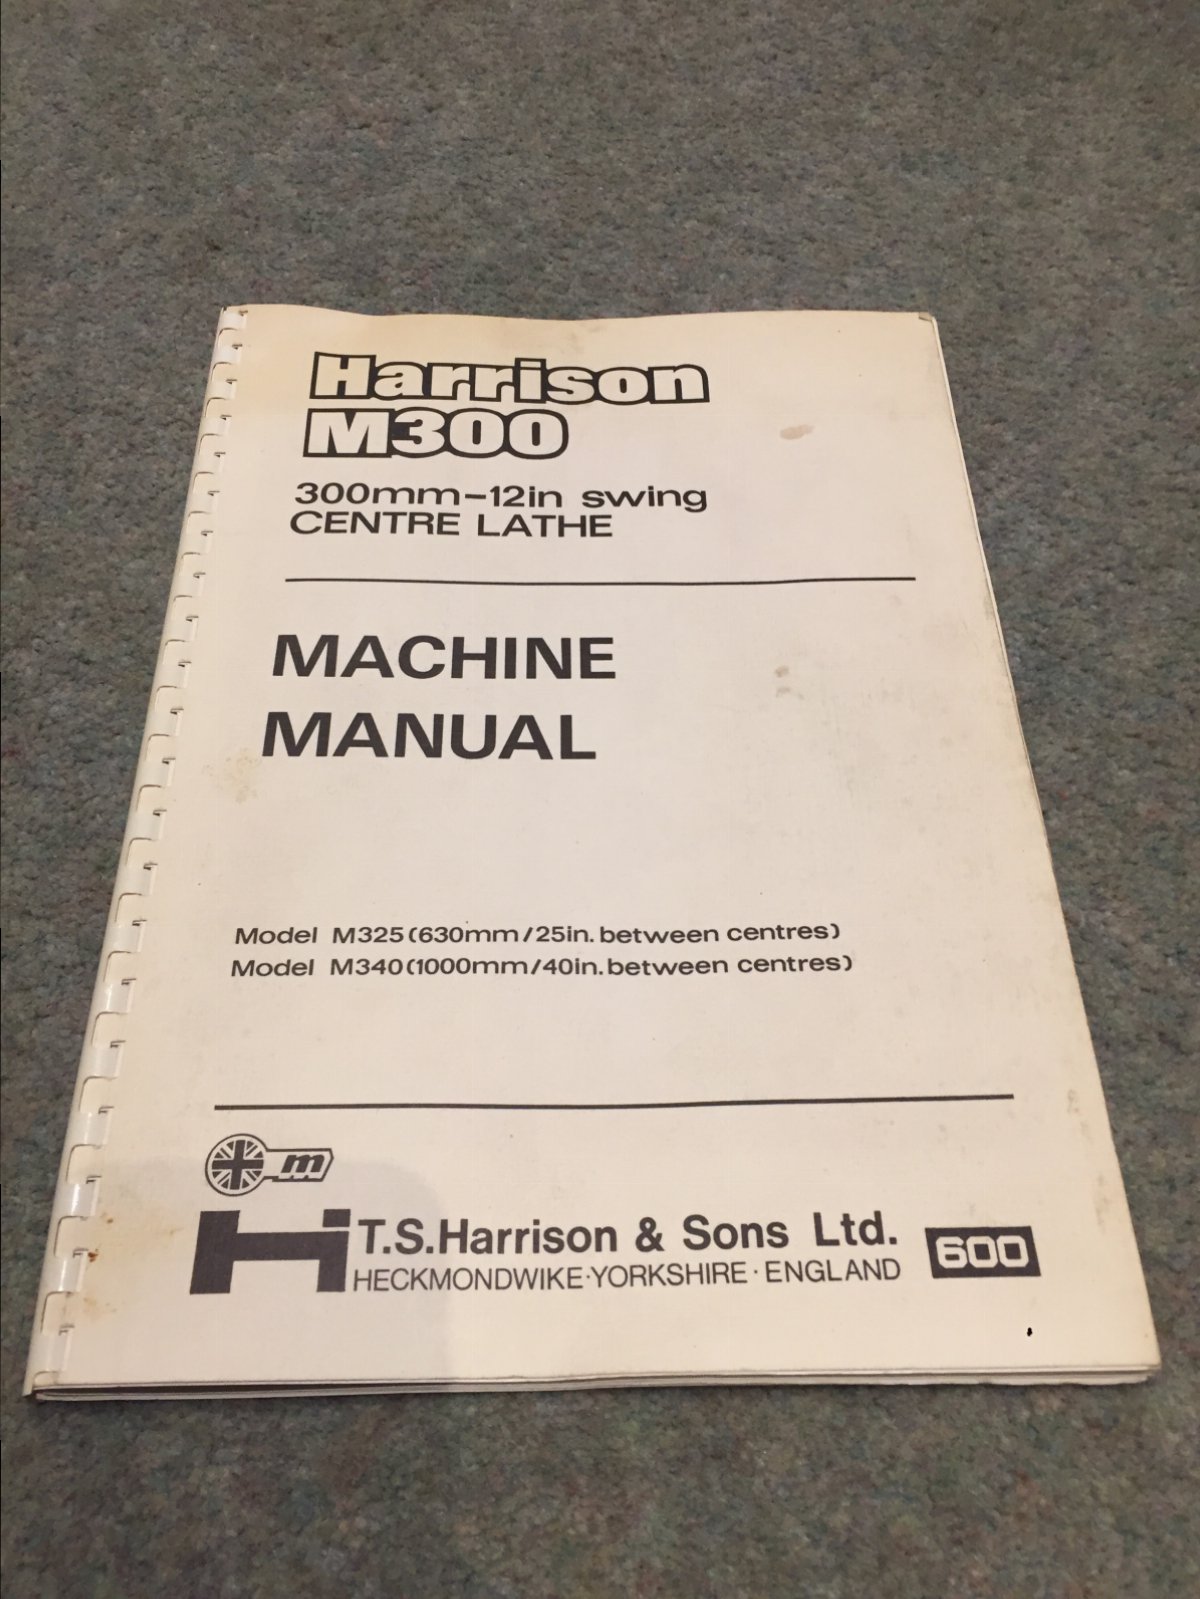 Harrison
M300
300mm-12in swing
CENTRE LATHE
MACHINE
MANUAL
Model M325(630mm/25in. between centres)
Model M340(1000mm/40in. between centres)
m
T.S.Harrison & Sons Ltd.
HECKMONDWIKE·YORKSHIRE·ENGLAND
600